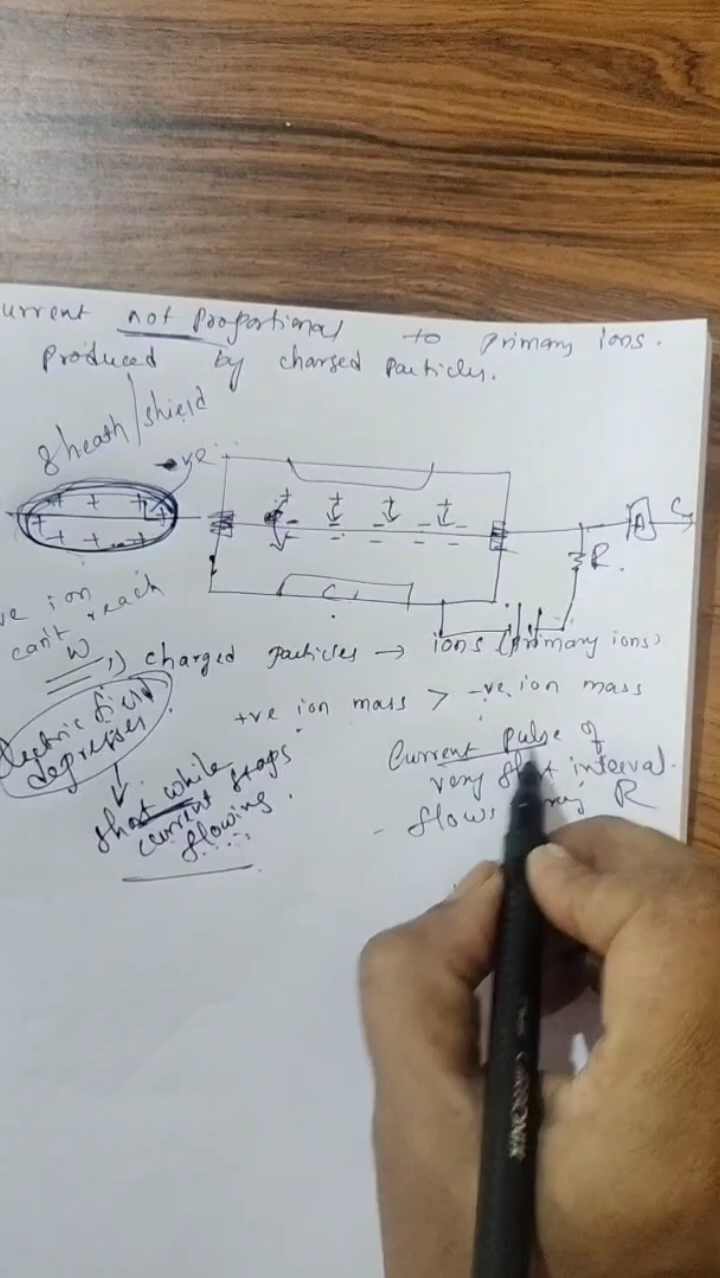 urrent not proportional to primary ions.
produced by charged particles.
sheath/shield
-ve
+ + +
+ + +
A C
R.
C
ve ion
can't reach
W
1) charged particles → ions (primary ions)
+ve ion mass > -ve ion mass
electric field
depresses
short while
current stops
flowing.
Current pulse of
very short interval.
- flows R